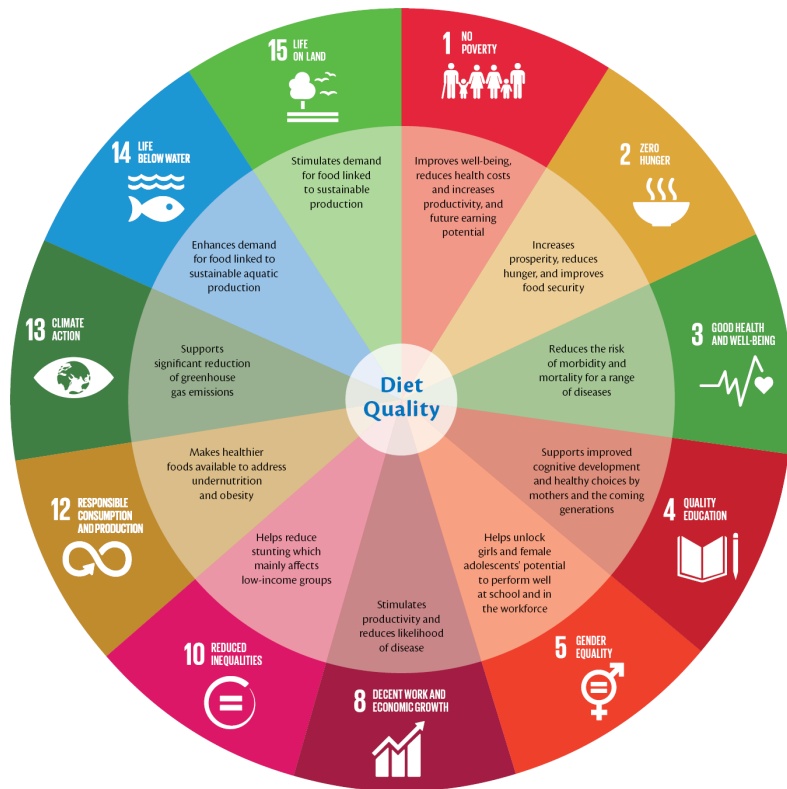 Diet
Quality
1 NO
POVERTY
Improves well-being,
reduces health costs
and increases
productivity, and
future earning
potential
2 ZERO
HUNGER
Increases
prosperity, reduces
hunger, and improves
food security
3 GOOD HEALTH
AND WELL-BEING
Reduces the risk
of morbidity and
mortality for a range
of diseases
4 QUALITY
EDUCATION
Supports improved
cognitive development
and healthy choices by
mothers and the coming
generations
5 GENDER
EQUALITY
Helps unlock
girls and female
adolescents' potential
to perform well
at school and in
the workforce
8 DECENT WORK AND
ECONOMIC GROWTH
Stimulates
productivity and
reduces likelihood
of disease
10 REDUCED
INEQUALITIES
Helps reduce
stunting which
mainly affects
low-income groups
12 RESPONSIBLE
CONSUMPTION
AND PRODUCTION
Makes healthier
foods available to address
undernutrition
and obesity
13 CLIMATE
ACTION
Supports
significant reduction
of greenhouse
gas emissions
14 LIFE
BELOW WATER
Enhances demand
for food linked to
sustainable aquatic
production
15 LIFE
ON LAND
Stimulates demand
for food linked
to sustainable
production